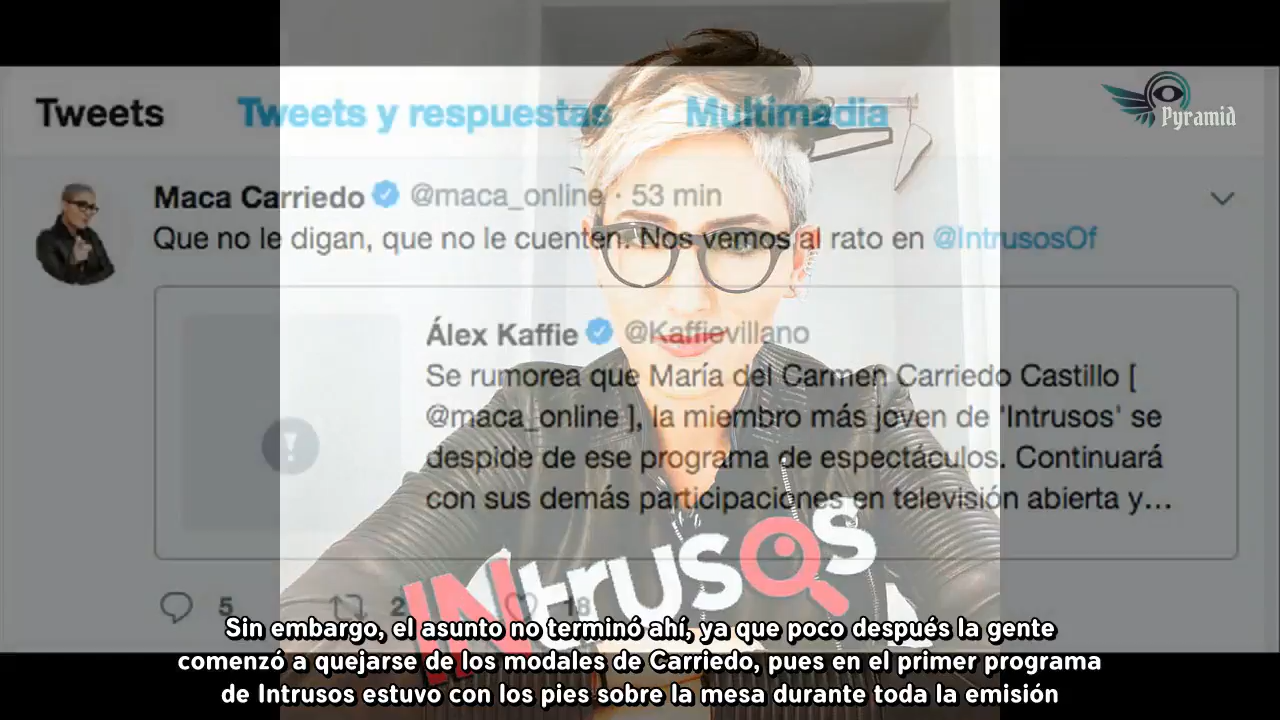 Tweets Tweets y respuestas Multimedia
Pyramid
Maca Carriedo @maca_online · 53 min
Que no le digan, que no le cuenten. Nos vemos al rato en @IntrusosOf
Álex Kaffie @Kaffievillano
Se rumorea que María del Carmen Carriedo Castillo [
@maca_online ], la miembro más joven de 'Intrusos' se
despide de ese programa de espectáculos. Continuará
con sus demás participaciones en televisión abierta y...
INtrusos
5 2 18
Sin embargo, el asunto no terminó ahí, ya que poco después la gente
comenzó a quejarse de los modales de Carriedo, pues en el primer programa
de Intrusos estuvo con los pies sobre la mesa durante toda la emisión